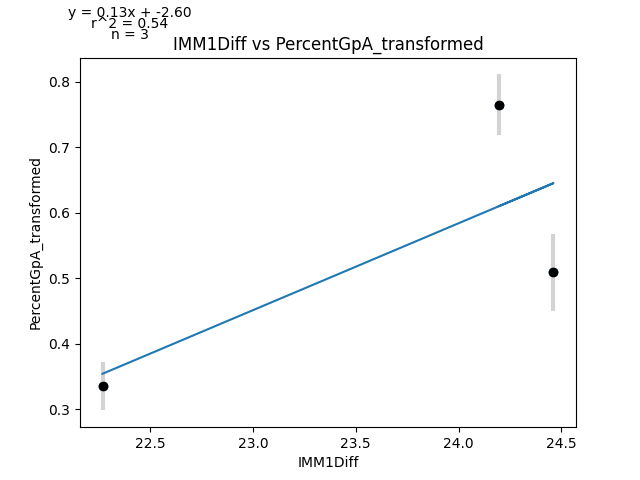 y = 0.13x + -2.60
r^2 = 0.54
n = 3
IMM1Diff vs PercentGpA_transformed
PercentGpA_transformed
0.8
0.7
0.6
0.5
0.4
0.3
22.5 23.0 23.5 24.0 24.5
IMM1Diff